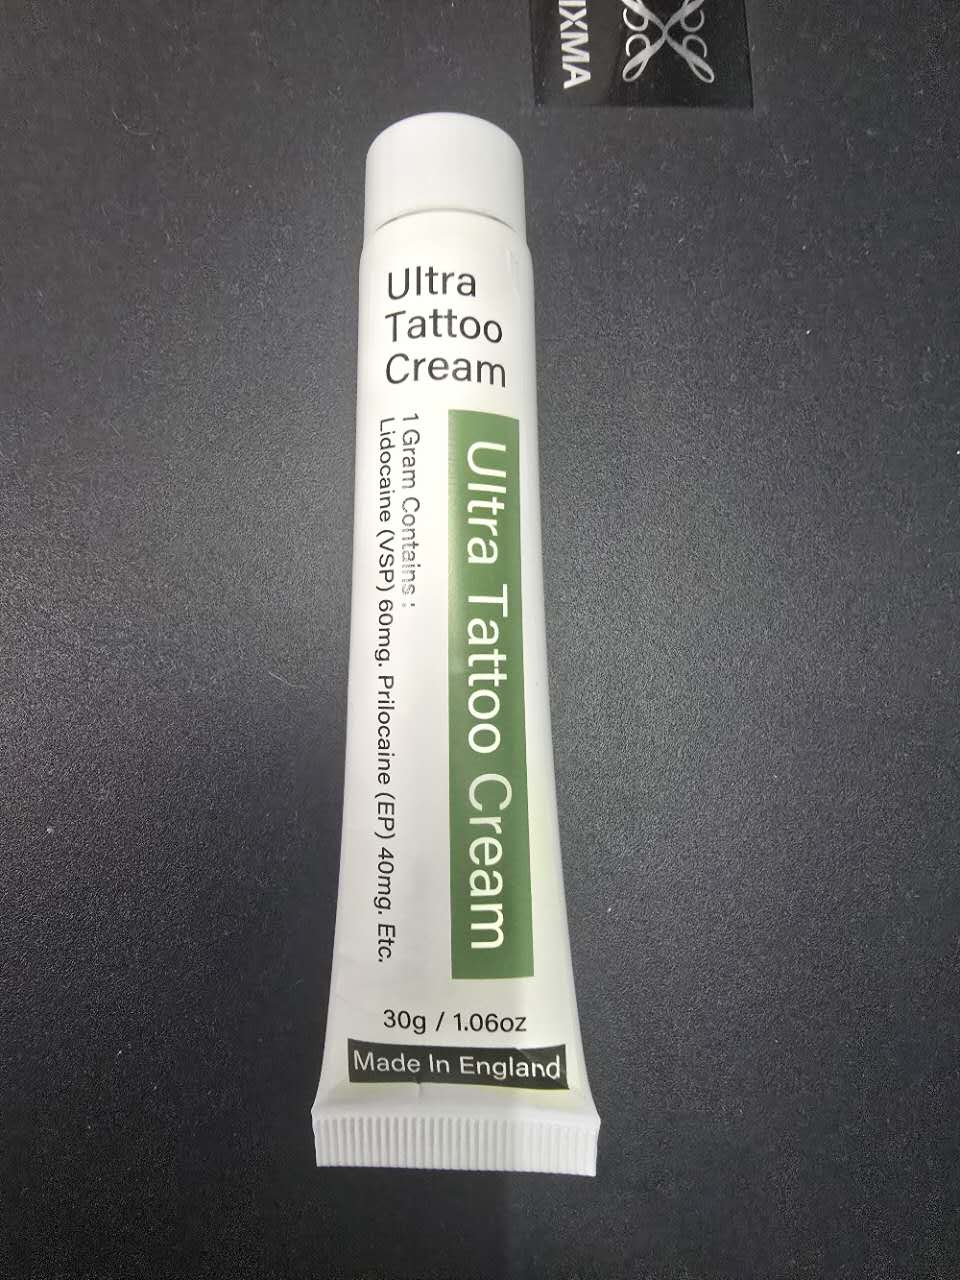 IXMA
Ultra
Tattoo
Cream
Ultra Tattoo Cream
1 Gram Contains :
Lidocaine (VSP) 60mg. Prilocaine (EP) 40mg. Etc.
30g / 1.06oz
Made In England